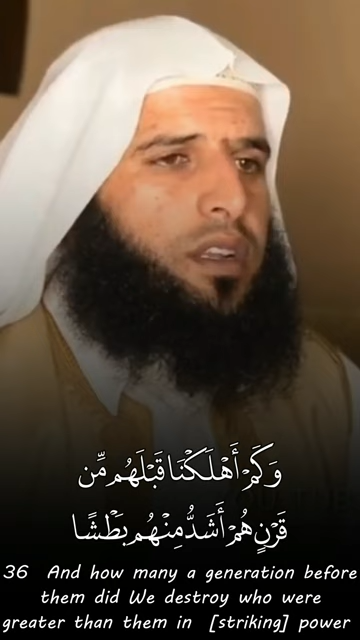 وَكَمْ أَهْلَكْنَا قَبْلَهُم مِّن
قَرْنٍ هُمْ أَشَدُّ مِنْهُم بَطْشًا
36 And how many a generation before
them did We destroy who were
greater than them in [striking] power